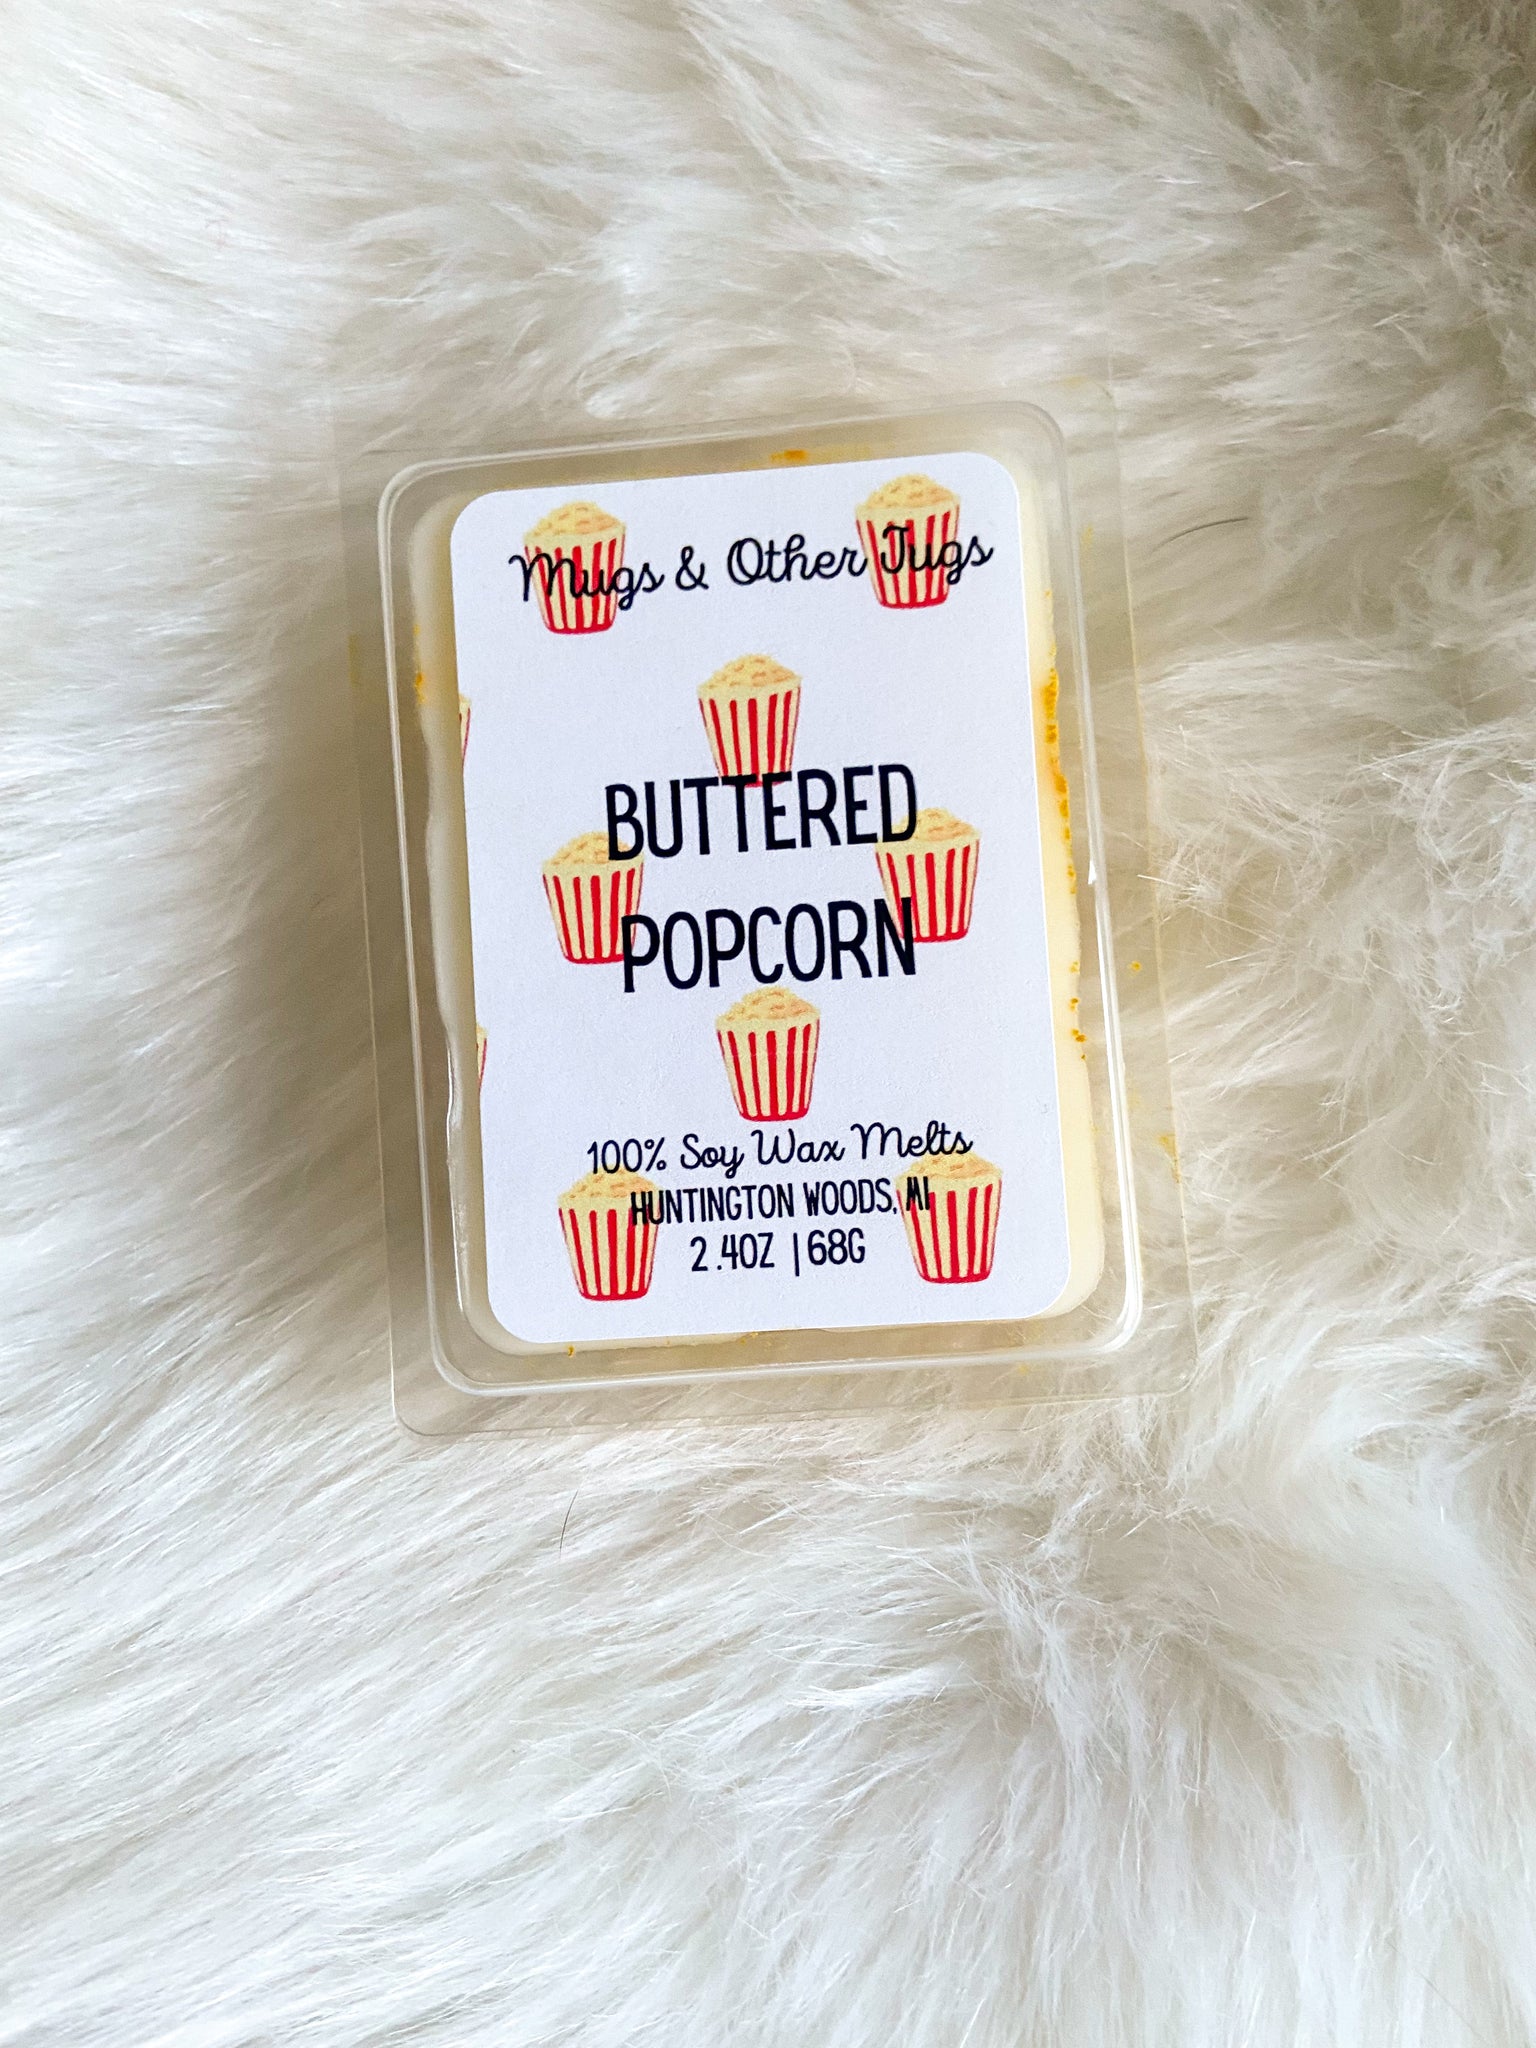 Mugs & Other Jugs
BUTTERED
POPCORN
100% Soy Wax Melts
HUNTINGTON WOODS, MI
2.4OZ | 68G